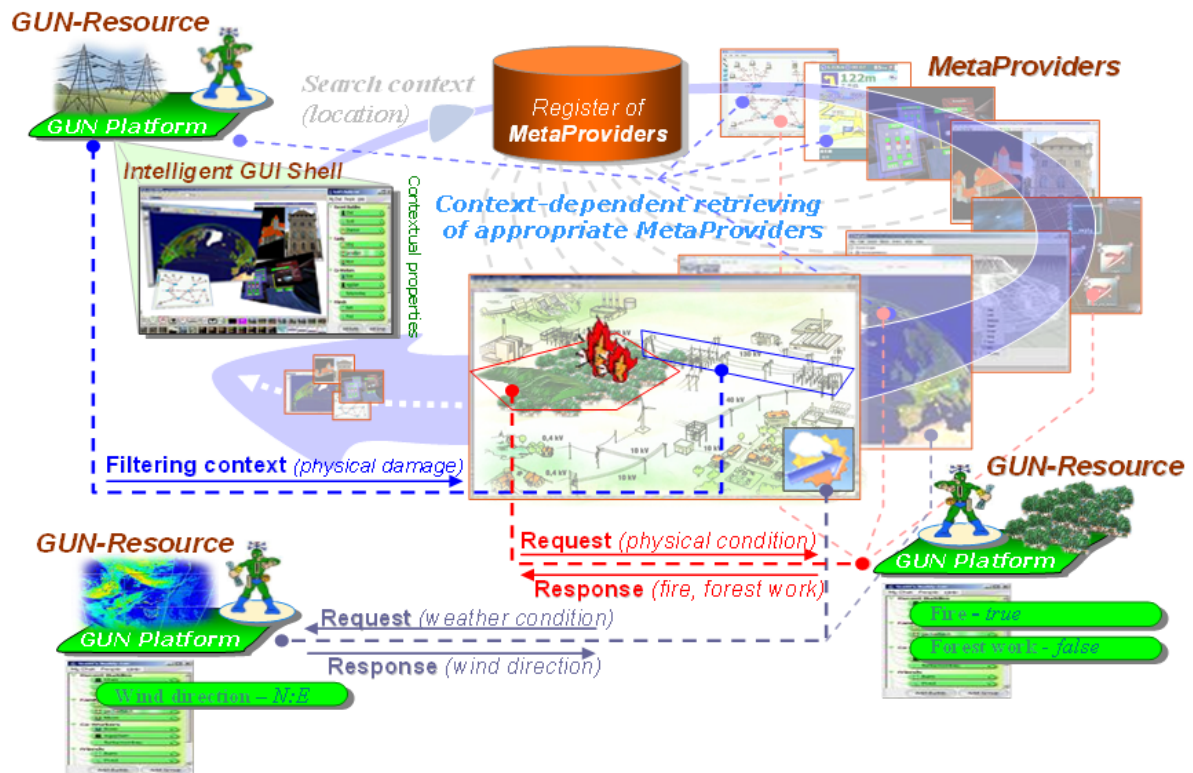 GUN-Resource
GUN Platform
Search context
(location)
Register of
MetaProviders
MetaProviders
122m
Intelligent GUI Shell
Contextual properties
Context-dependent retrieving
of appropriate MetaProviders
130 kV
40 kV
0,4 kV
10 kV
10 kV
0,4 kV
10 kV
Filtering context (physical damage)
GUN-Resource
GUN Platform
Request (physical condition)
Response (fire, forest work)
Fire - true
Forest work - false
GUN-Resource
GUN Platform
Request (weather condition)
Response (wind direction)
Wind direction – N:E